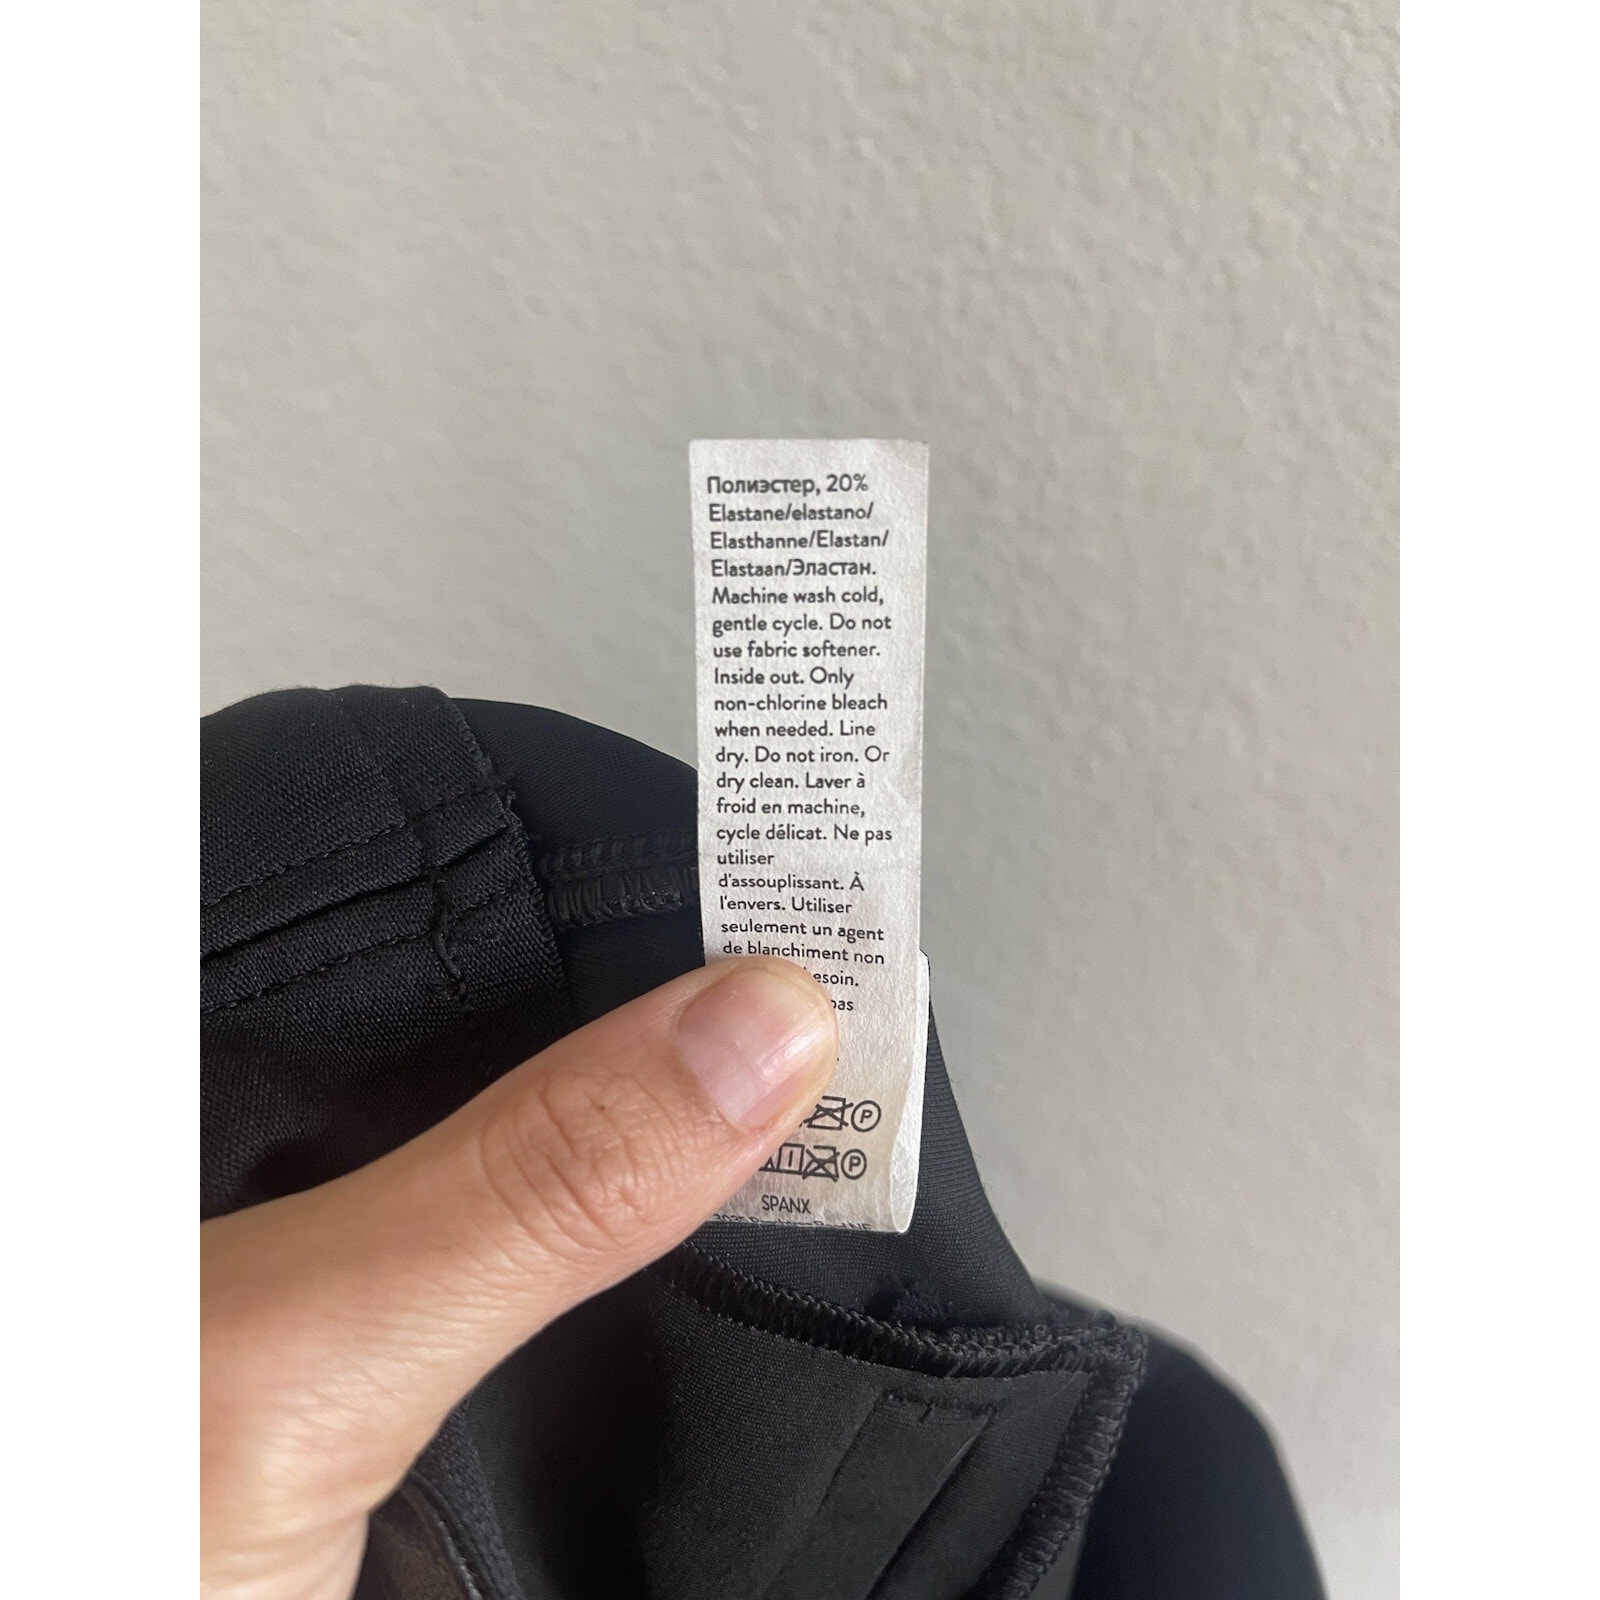 Полиэстер, 20%
Elastane/elastano/
Elasthanne/Elastan/
Elastaan/Эластан.
Machine wash cold,
gentle cycle. Do not
use fabric softener.
Inside out. Only
non-chlorine bleach
when needed. Line
dry. Do not iron. Or
dry clean. Laver à
froid en machine,
cycle délicat. Ne pas
utiliser
d'assouplissant. À
l'envers. Utiliser
seulement un agent
de blanchiment non
esoin.
pas
P
P
SPANX